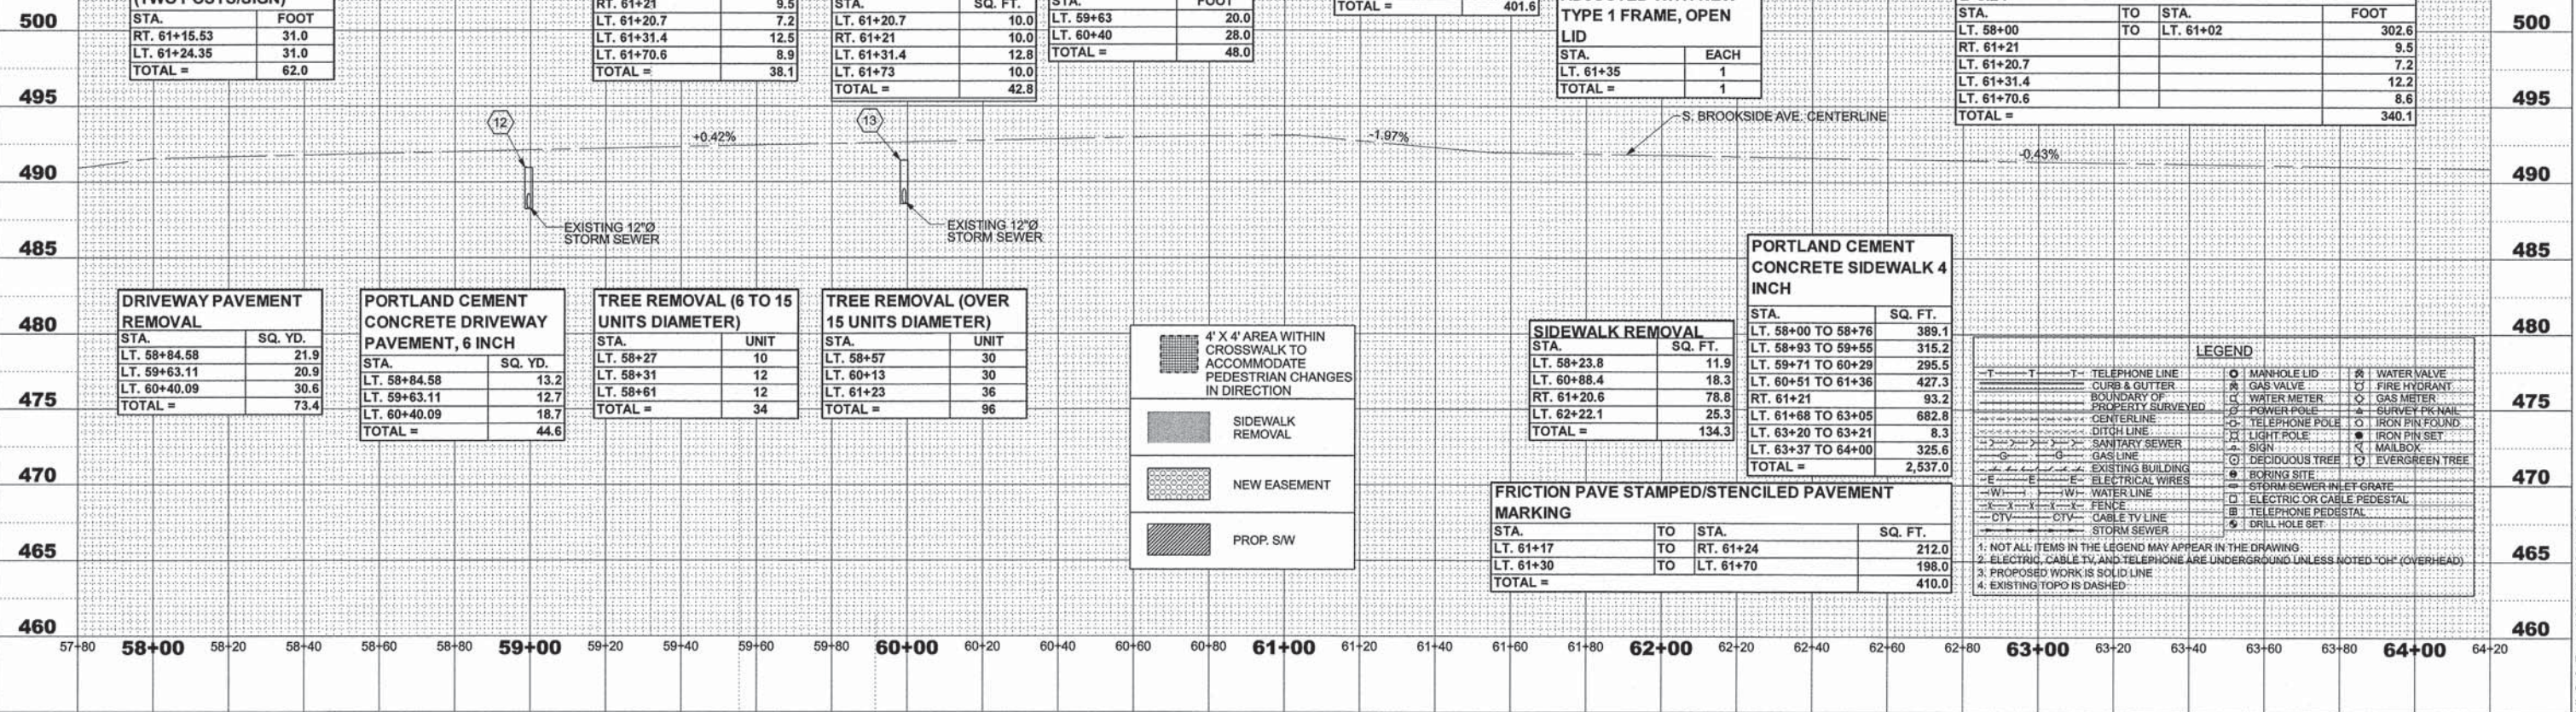 500
(TWO POSTS/SIGN)
STA. FOOT
RT. 61+15.53 31.0
LT. 61+24.35 31.0
TOTAL = 62.0
RT. 61+21 9.5
LT. 61+20.7 7.2
LT. 61+31.4 12.5
LT. 61+70.6 8.9
TOTAL = 38.1
STA. SQ. FT.
LT. 61+20.7 10.0
RT. 61+21 10.0
LT. 61+31.4 12.8
LT. 61+73 10.0
TOTAL = 42.8
STA. FOOT
LT. 59+63 20.0
LT. 60+40 28.0
TOTAL = 48.0
TOTAL = 401.6
TYPE 1 FRAME, OPEN
LID
STA. EACH
LT. 61+35 1
TOTAL = 1
STA. TO STA. FOOT
LT. 58+00 TO LT. 61+02 302.6
RT. 61+21 9.5
LT. 61+20.7 7.2
LT. 61+31.4 12.2
LT. 61+70.6 8.6
TOTAL = 340.1
500
495
495
12
+0.42%
13
-1.97%
S. BROOKSIDE AVE. CENTERLINE
-0.43%
490
490
EXISTING 12"Ø
STORM SEWER
EXISTING 12"Ø
STORM SEWER
485
485
DRIVEWAY PAVEMENT
REMOVAL
STA. SQ. YD.
LT. 58+84.58 21.9
LT. 59+63.11 20.9
LT. 60+40.09 30.6
TOTAL = 73.4
PORTLAND CEMENT
CONCRETE DRIVEWAY
PAVEMENT, 6 INCH
STA. SQ. YD.
LT. 58+84.58 13.2
LT. 59+63.11 12.7
LT. 60+40.09 18.7
TOTAL = 44.6
TREE REMOVAL (6 TO 15
UNITS DIAMETER)
STA. UNIT
LT. 58+27 10
LT. 58+31 12
LT. 58+61 12
TOTAL = 34
TREE REMOVAL (OVER
15 UNITS DIAMETER)
STA. UNIT
LT. 58+57 30
LT. 60+13 30
LT. 61+23 36
TOTAL = 96
4' X 4' AREA WITHIN
CROSSWALK TO
ACCOMMODATE
PEDESTRIAN CHANGES
IN DIRECTION
SIDEWALK
REMOVAL
NEW EASEMENT
PROP. S/W
SIDEWALK REMOVAL
STA. SQ. FT.
LT. 58+23.8 11.9
LT. 60+88.4 18.3
RT. 61+20.6 78.8
LT. 62+22.1 25.3
TOTAL = 134.3
PORTLAND CEMENT
CONCRETE SIDEWALK 4
INCH
STA. SQ. FT.
LT. 58+00 TO 58+76 389.1
LT. 58+93 TO 59+55 315.2
LT. 59+71 TO 60+29 295.5
LT. 60+51 TO 61+36 427.3
RT. 61+21 93.2
LT. 61+68 TO 63+05 682.8
LT. 63+20 TO 63+21 8.3
LT. 63+37 TO 64+00 325.6
TOTAL = 2,537.0
FRICTION PAVE STAMPED/STENCILED PAVEMENT
MARKING
STA. TO STA. SQ. FT.
LT. 61+17 TO RT. 61+24 212.0
LT. 61+30 TO LT. 61+70 198.0
TOTAL = 410.0
LEGEND
T T T TELEPHONE LINE
CURB & GUTTER
BOUNDARY OF
PROPERTY SURVEYED
CENTERLINE
DITCH LINE
SANITARY SEWER
G G GAS LINE
EXISTING BUILDING
E E E ELECTRICAL WIRES
W W WATER LINE
X X X X X FENCE
CTV CTV CABLE TV LINE
STORM SEWER
MANHOLE LID
GAS VALVE
WATER METER
POWER POLE
TELEPHONE POLE
LIGHT POLE
SIGN
DECIDUOUS TREE
BORING SITE
STORM SEWER INLET GRATE
ELECTRIC OR CABLE PEDESTAL
TELEPHONE PEDESTAL
DRILL HOLE SET
WATER VALVE
FIRE HYDRANT
GAS METER
SURVEY PK NAIL
IRON PIN FOUND
IRON PIN SET
MAILBOX
EVERGREEN TREE
1. NOT ALL ITEMS IN THE LEGEND MAY APPEAR IN THE DRAWING
2. ELECTRIC, CABLE TV, AND TELEPHONE ARE UNDERGROUND UNLESS NOTED "OH" (OVERHEAD)
3. PROPOSED WORK IS SOLID LINE
4. EXISTING TOPO IS DASHED
480
480
475
475
470
470
465
465
460
460
57+80 58+00 58+20 58+40 58+60 58+80 59+00 59+20 59+40 59+60 59+80 60+00 60+20 60+40 60+60 60+80 61+00 61+20 61+40 61+60 61+80 62+00 62+20 62+40 62+60 62+80 63+00 63+20 63+40 63+60 63+80 64+00 64+20